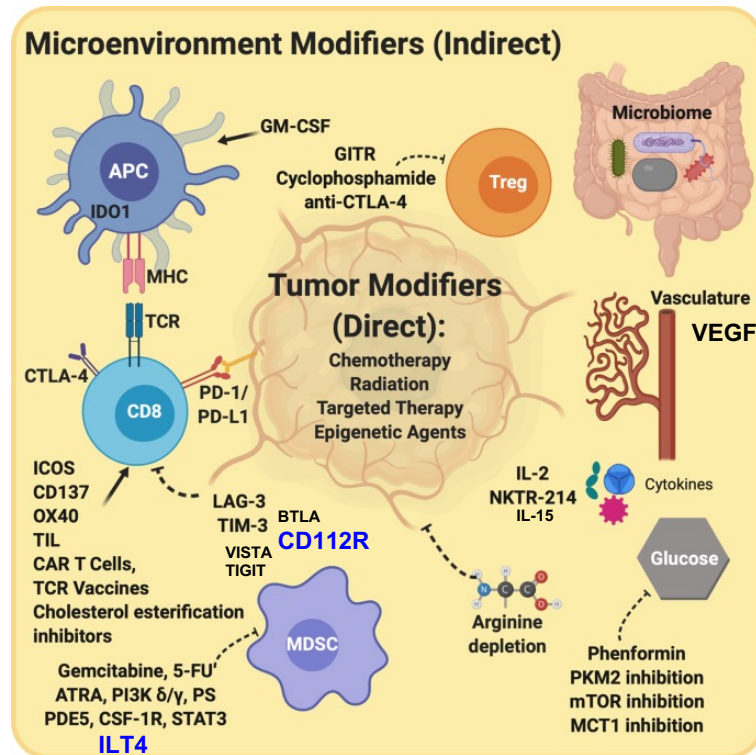 Microenvironment Modifiers (Indirect)
GM-CSF
APC
IDO1
MHC
TCR
CTLA-4
CD8
PD-1/
PD-L1
GITR
Cyclophosphamide
anti-CTLA-4
Treg
Microbiome
Tumor Modifiers
(Direct):
Chemotherapy
Radiation
Targeted Therapy
Epigenetic Agents
Vasculature
VEGF
ICOS
CD137
OX40
TIL
CAR T Cells,
TCR Vaccines
Cholesterol esterification
inhibitors
LAG-3
TIM-3
BTLA
CD112R
VISTA
TIGIT
IL-2
NKTR-214
IL-15
Cytokines
Glucose
H
H
N
H
C
C
O
O
H
H
Arginine
depletion
MDSC
Gemcitabine, 5-FU
ATRA, PI3K δ/γ, PS
PDE5, CSF-1R, STAT3
ILT4
Phenformin
PKM2 inhibition
mTOR inhibition
MCT1 inhibition